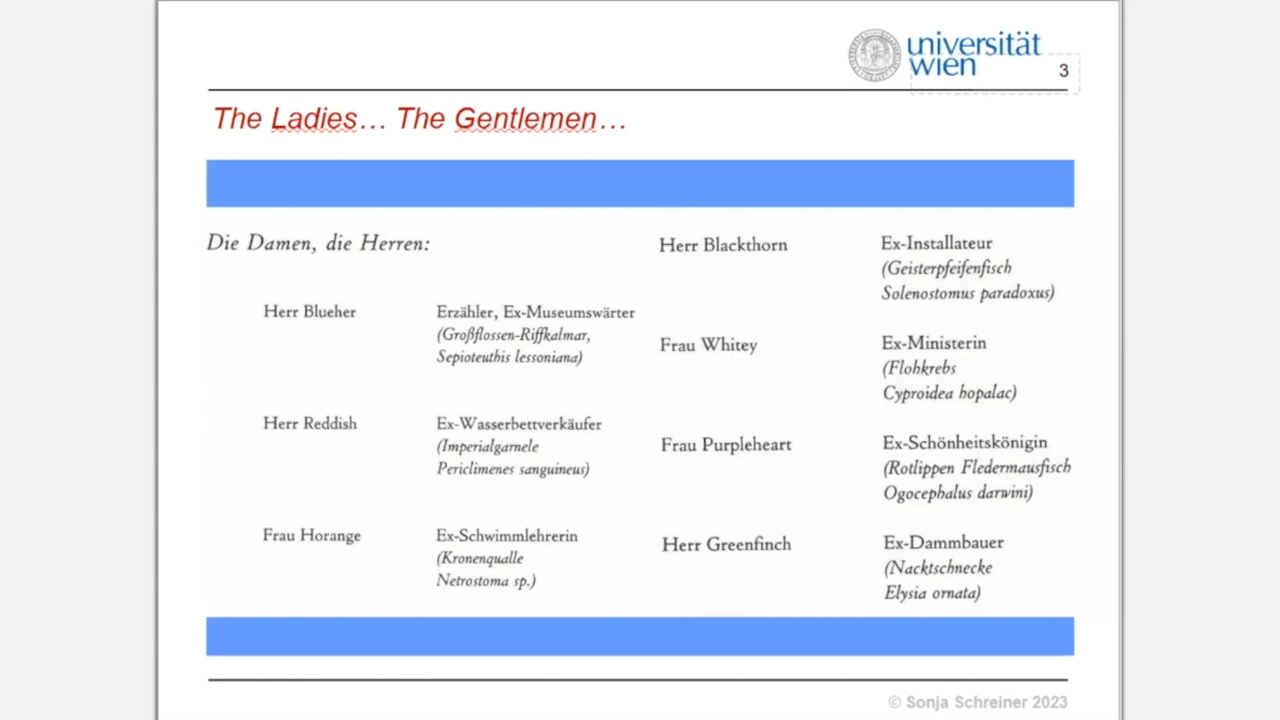 universität
wien
3
The Ladies… The Gentlemen…
Die Damen, die Herren:
Herr Blueher
Erzähler, Ex-Museumswärter
(Großflossen-Riffkalmar,
Sepioteuthis lessoniana)
Herr Reddish
Ex-Wasserbettverkäufer
(Imperialgarnele
Periclimenes sanguineus)
Frau Horange
Ex-Schwimmlehrerin
(Kronenqualle
Netrostoma sp.)
Herr Blackthorn
Ex-Installateur
(Geisterpfeifenfisch
Solenostomus paradoxus)
Frau Whitey
Ex-Ministerin
(Flohkrebs
Cyproidea hopalac)
Frau Purpleheart
Ex-Schönheitskönigin
(Rotlippen Fledermausfisch
Ogocephalus darwini)
Herr Greenfinch
Ex-Dammbauer
(Nacktschnecke
Elysia ornata)
© Sonja Schreiner 2023